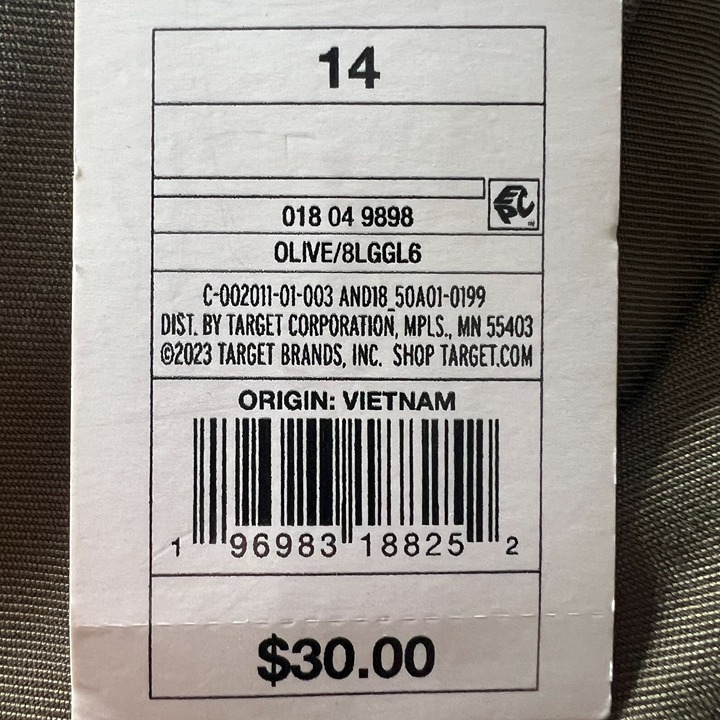 14
EPC
018 04 9898
OLIVE/8LGGL6
C-002011-01-003 AND18_50A01-0199
DIST. BY TARGET CORPORATION, MPLS., MN 55403
©2023 TARGET BRANDS, INC. SHOP TARGET.COM
ORIGIN: VIETNAM
1 96983 18825 2
$30.00